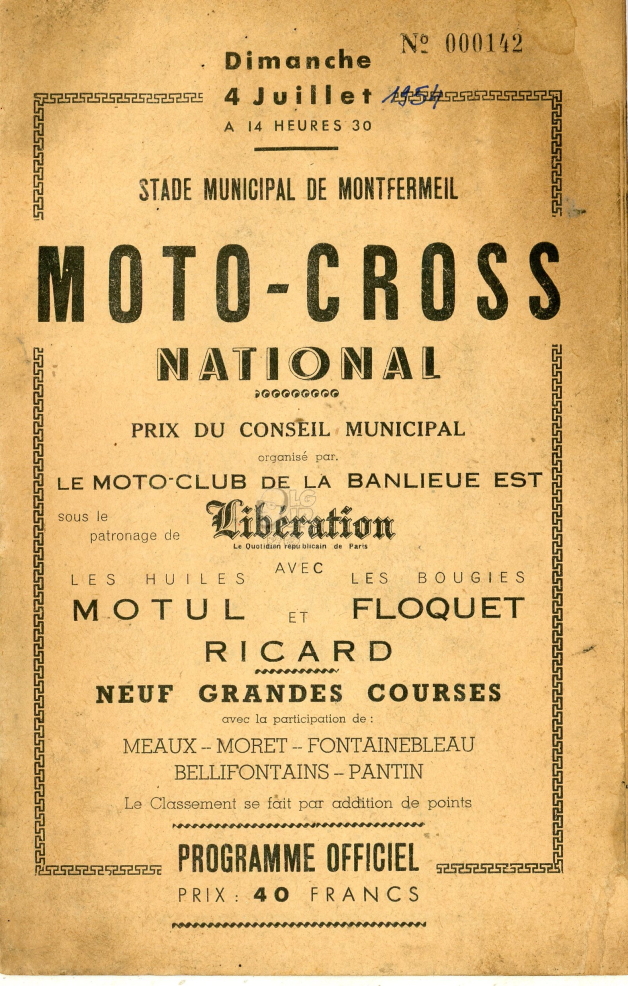 Nº 000142
Dimanche
4 Juillet 1954
A 14 HEURES 30
STADE MUNICIPAL DE MONTFERMEIL
MOTO-CROSS
NATIONAL
PRIX DU CONSEIL MUNICIPAL
organisé par.
LE MOTO-CLUB DE LA BANLIEUE EST
sous le
patronage de Libération
Le Quotidien républicain de Paris
AVEC
LES HUILES LES BOUGIES
MOTUL ET FLOQUET
RICARD
NEUF GRANDES COURSES
avec la participation de :
MEAUX -- MORET -- FONTAINEBLEAU
BELLIFONTAINS -- PANTIN
Le Classement se fait par addition de points
PROGRAMME OFFICIEL
PRIX : 40 FRANCS